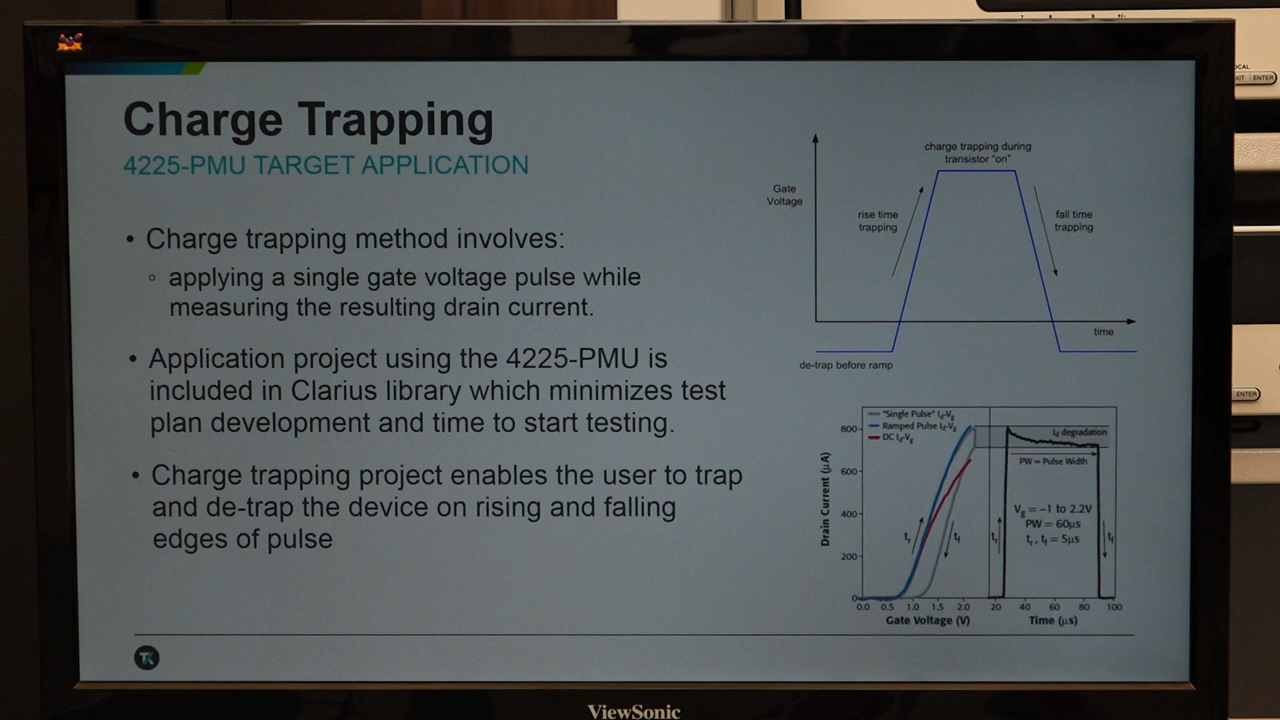 Charge Trapping
4225-PMU TARGET APPLICATION
• Charge trapping method involves:
◦ applying a single gate voltage pulse while
measuring the resulting drain current.
• Application project using the 4225-PMU is
included in Clarius library which minimizes test
plan development and time to start testing.
• Charge trapping project enables the user to trap
and de-trap the device on rising and falling
edges of pulse
charge trapping during
transistor "on"
Gate
Voltage
rise time
trapping
fall time
trapping
time
de-trap before ramp
"Single Pulse" Id-Vg
Ramped Pulse Id-Vg
DC Id-Vg
Id degradation
PW = Pulse Width
Vg = −1 to 2.2V
PW = 60µs
tr, tf = 5µs
tr
tf
tr
tf
Drain Current (µA)
800
600
400
200
0
0.0 0.5 1.0 1.5 2.0
20 40 60 80 100
Gate Voltage (V)
Time (µs)
TK
ViewSonic
ENTER
ENTER